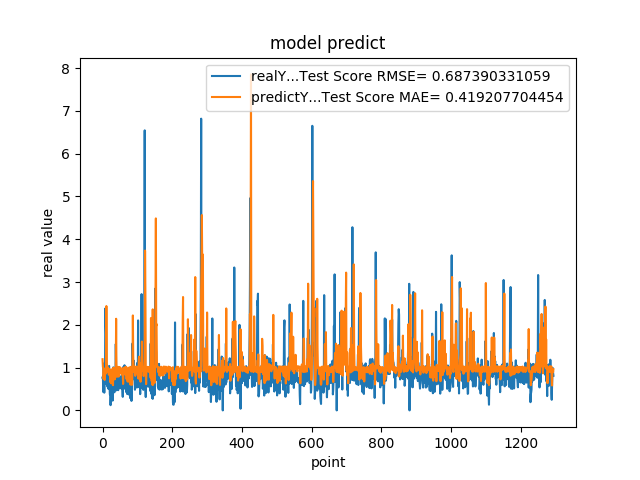 model predict
realY...Test Score RMSE= 0.687390331059
predictY...Test Score MAE= 0.419207704454
real value
8
7
6
5
4
3
2
1
0
0 200 400 600 800 1000 1200
point